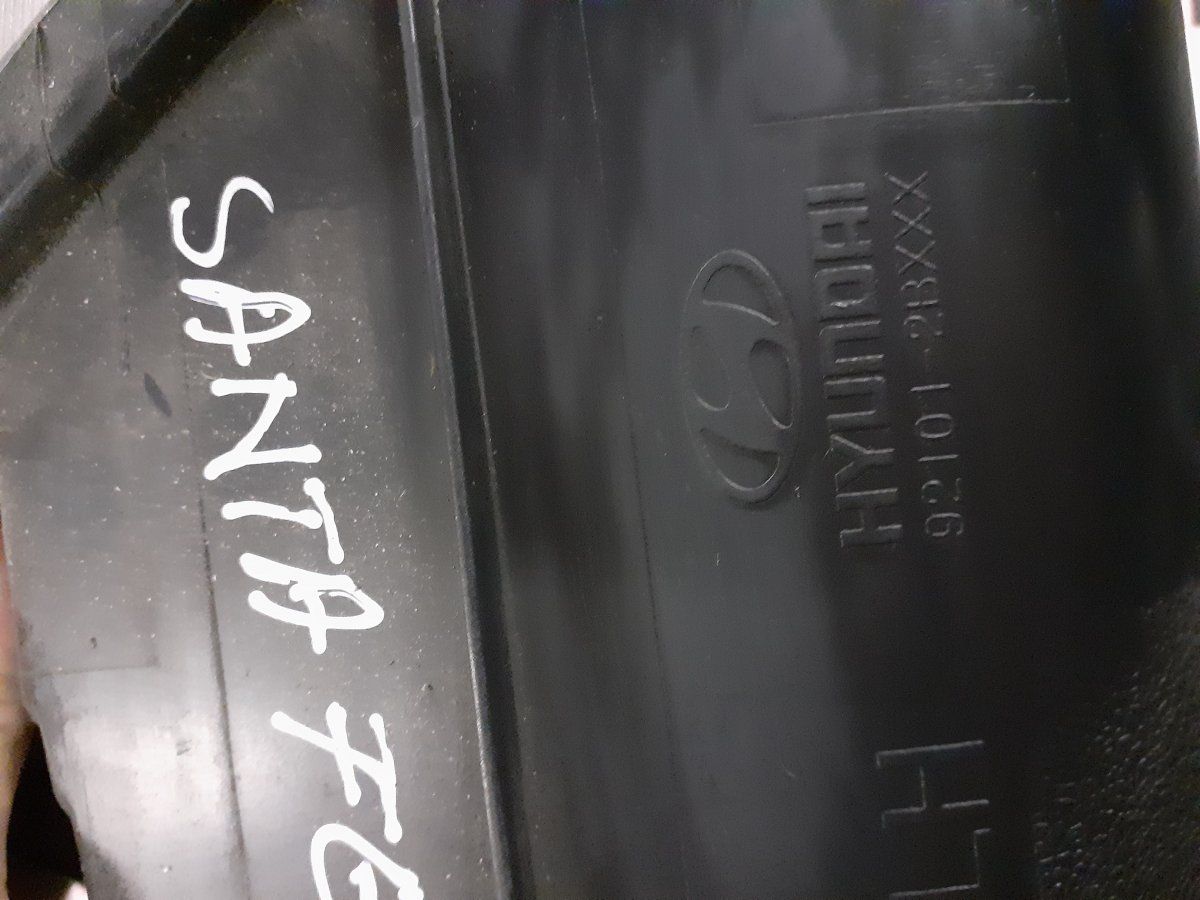 SANTA FE
HYUNDAI
92101-2BXXX
LH